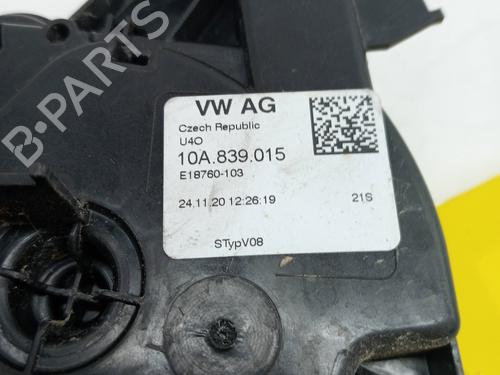 VW AG
Czech Republic
U4O
10A.839.015
E18760-103
24.11.20 12:26:19 21S
STypV08
B-PARTS